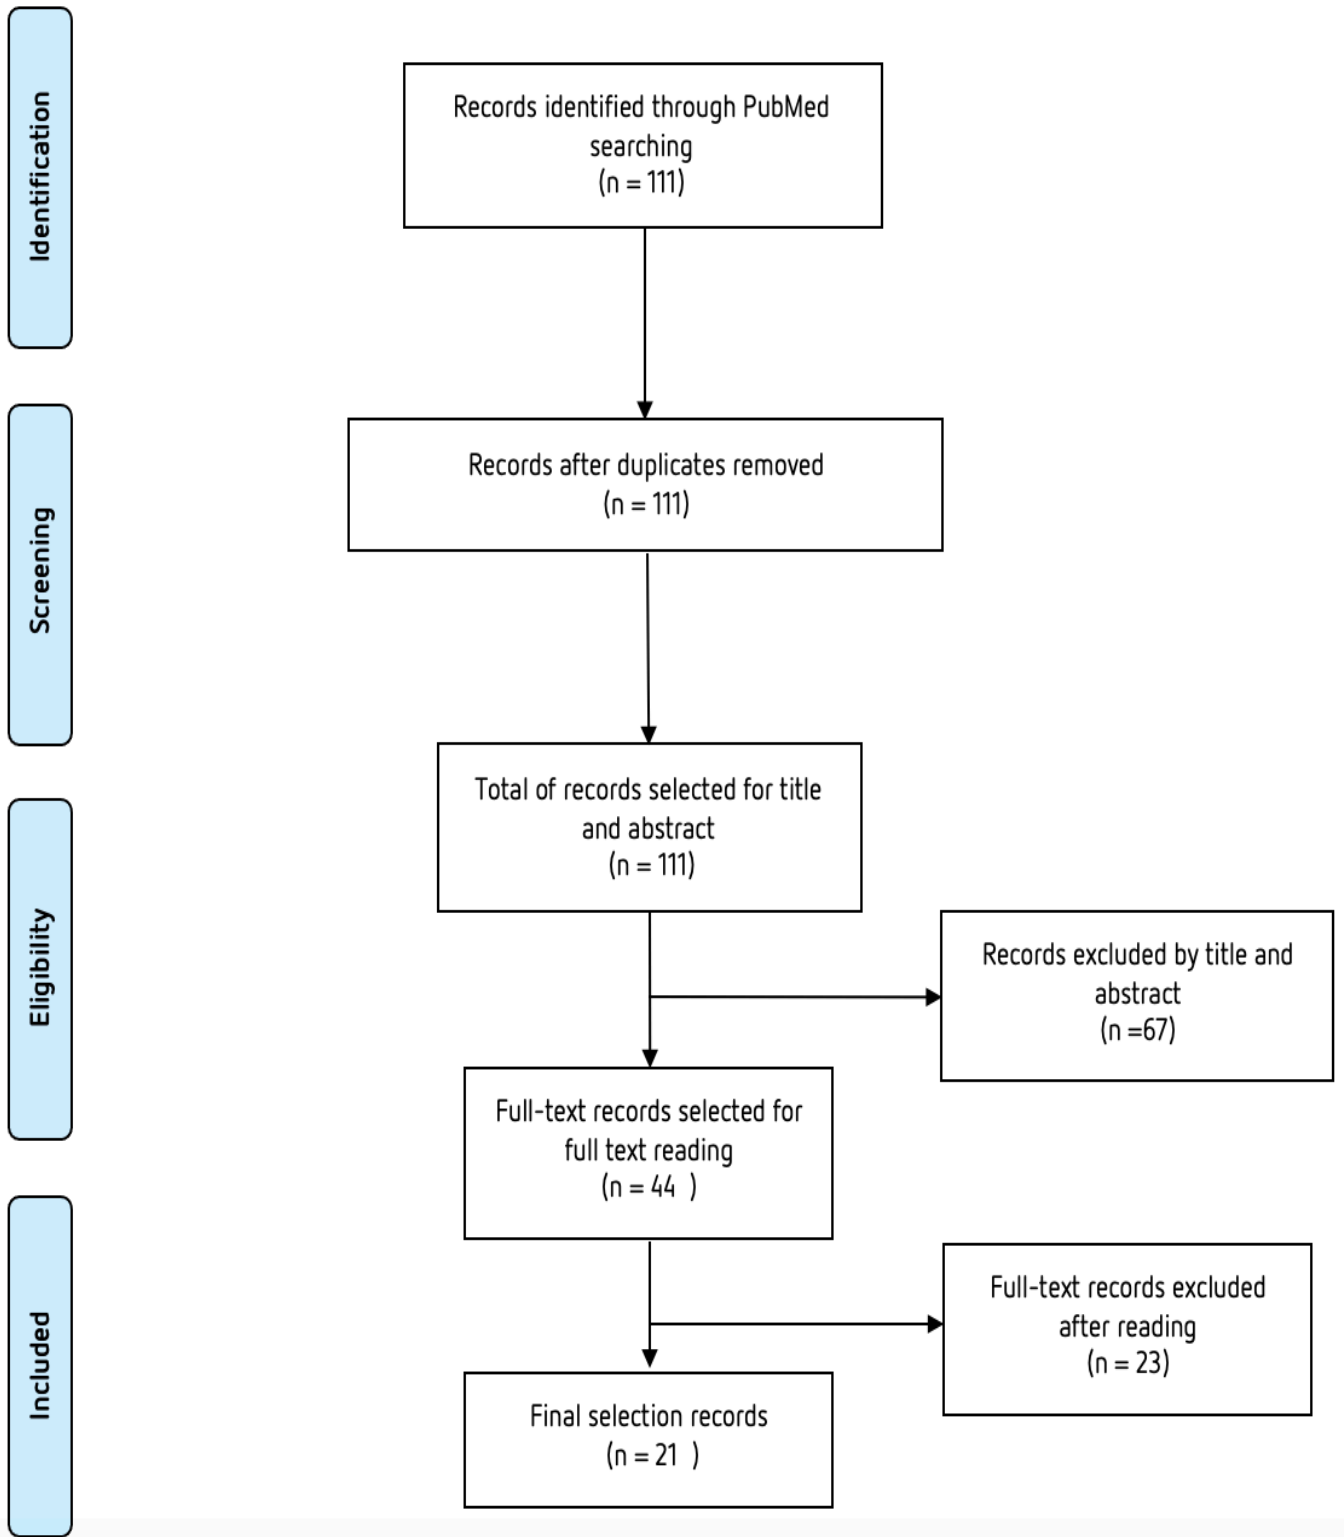 Identification
Records identified through PubMed
searching
(n = 111)
Screening
Records after duplicates removed
(n = 111)
Total of records selected for title
and abstract
(n = 111)
Eligibility
Records excluded by title and
abstract
(n =67)
Full-text records selected for
full text reading
(n = 44 )
Included
Full-text records excluded
after reading
(n = 23)
Final selection records
(n = 21 )